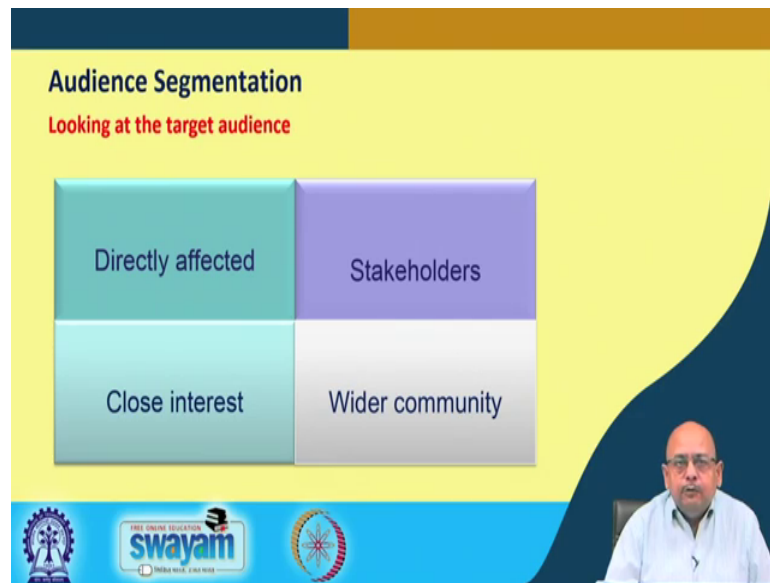 Audience Segmentation
Looking at the target audience
Directly affected
Stakeholders
Close interest
Wider community
FREE ONLINE EDUCATION
swayam